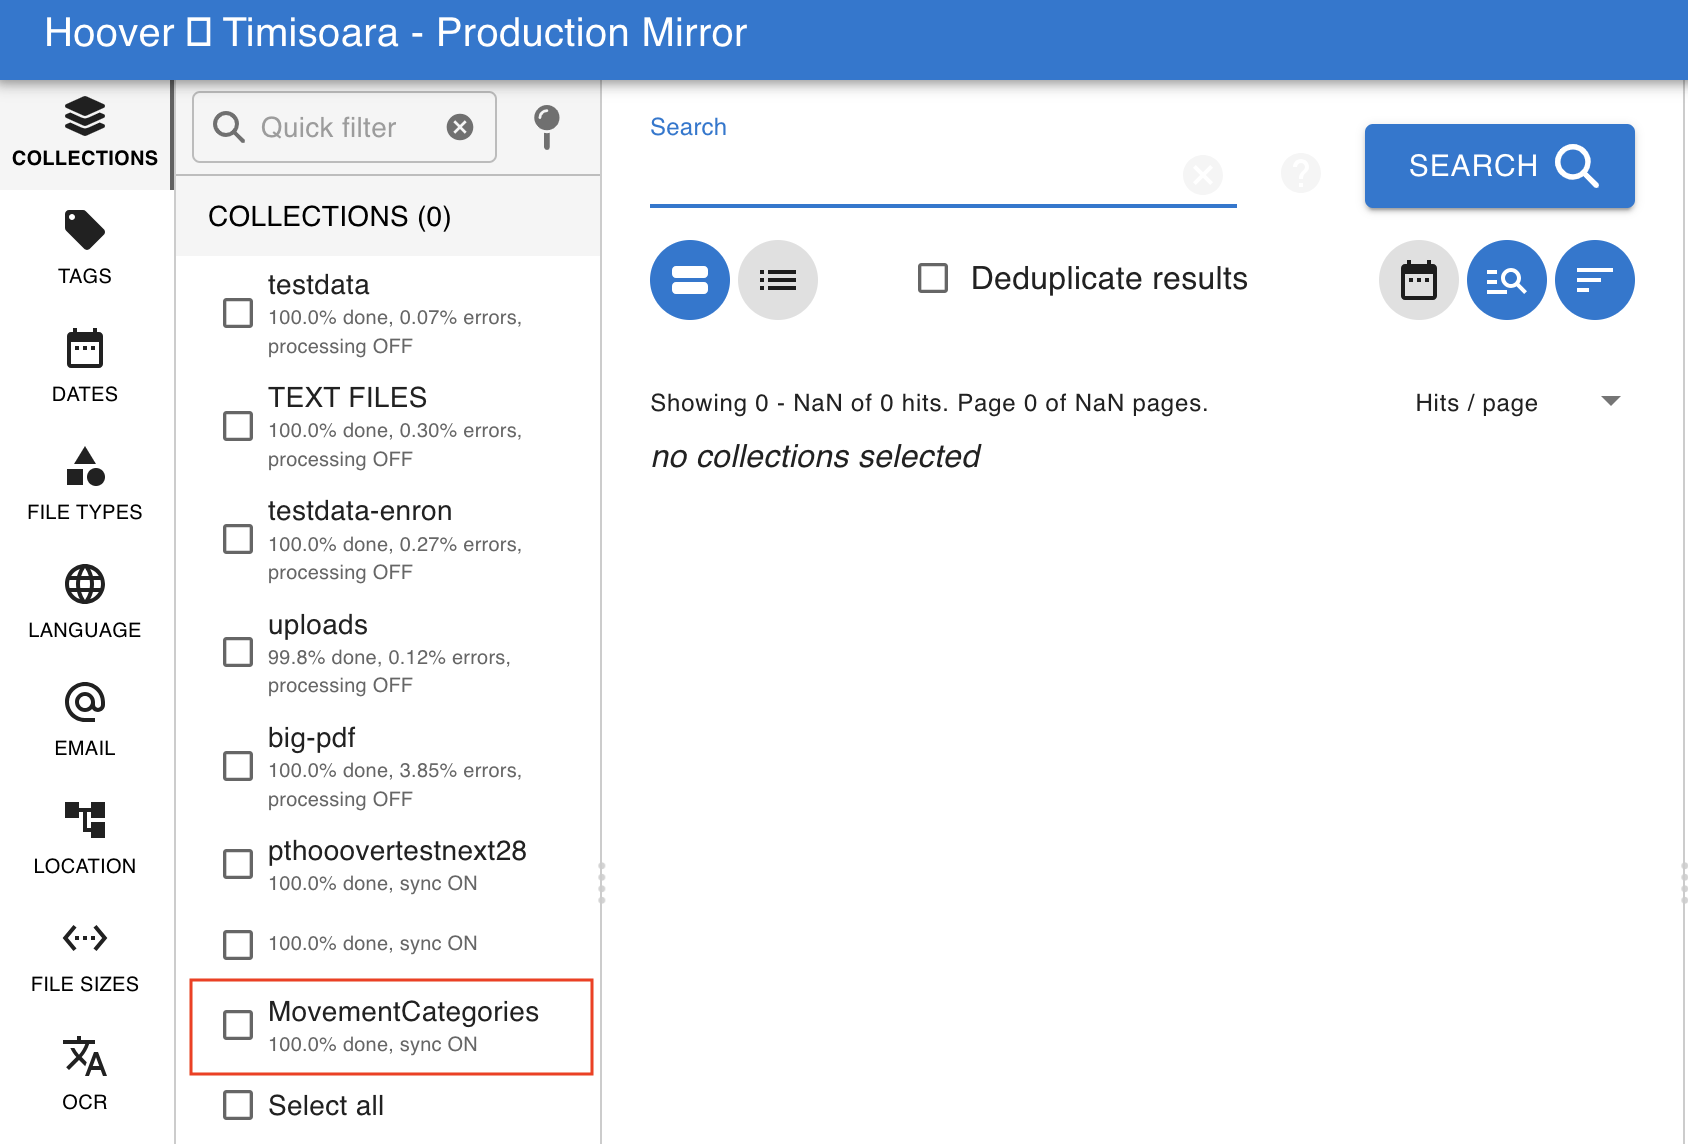 Hoover Timisoara - Production Mirror
COLLECTIONS
TAGS
DATES
FILE TYPES
LANGUAGE
EMAIL
LOCATION
FILE SIZES
OCR
Quick filter
COLLECTIONS (0)
testdata
100.0% done, 0.07% errors,
processing OFF
TEXT FILES
100.0% done, 0.30% errors,
processing OFF
testdata-enron
100.0% done, 0.27% errors,
processing OFF
uploads
99.8% done, 0.12% errors,
processing OFF
big-pdf
100.0% done, 3.85% errors,
processing OFF
pthooovertestnext28
100.0% done, sync ON
100.0% done, sync ON
MovementCategories
100.0% done, sync ON
Select all
Search
SEARCH
Deduplicate results
Showing 0 - NaN of 0 hits. Page 0 of NaN pages.
Hits / page
no collections selected